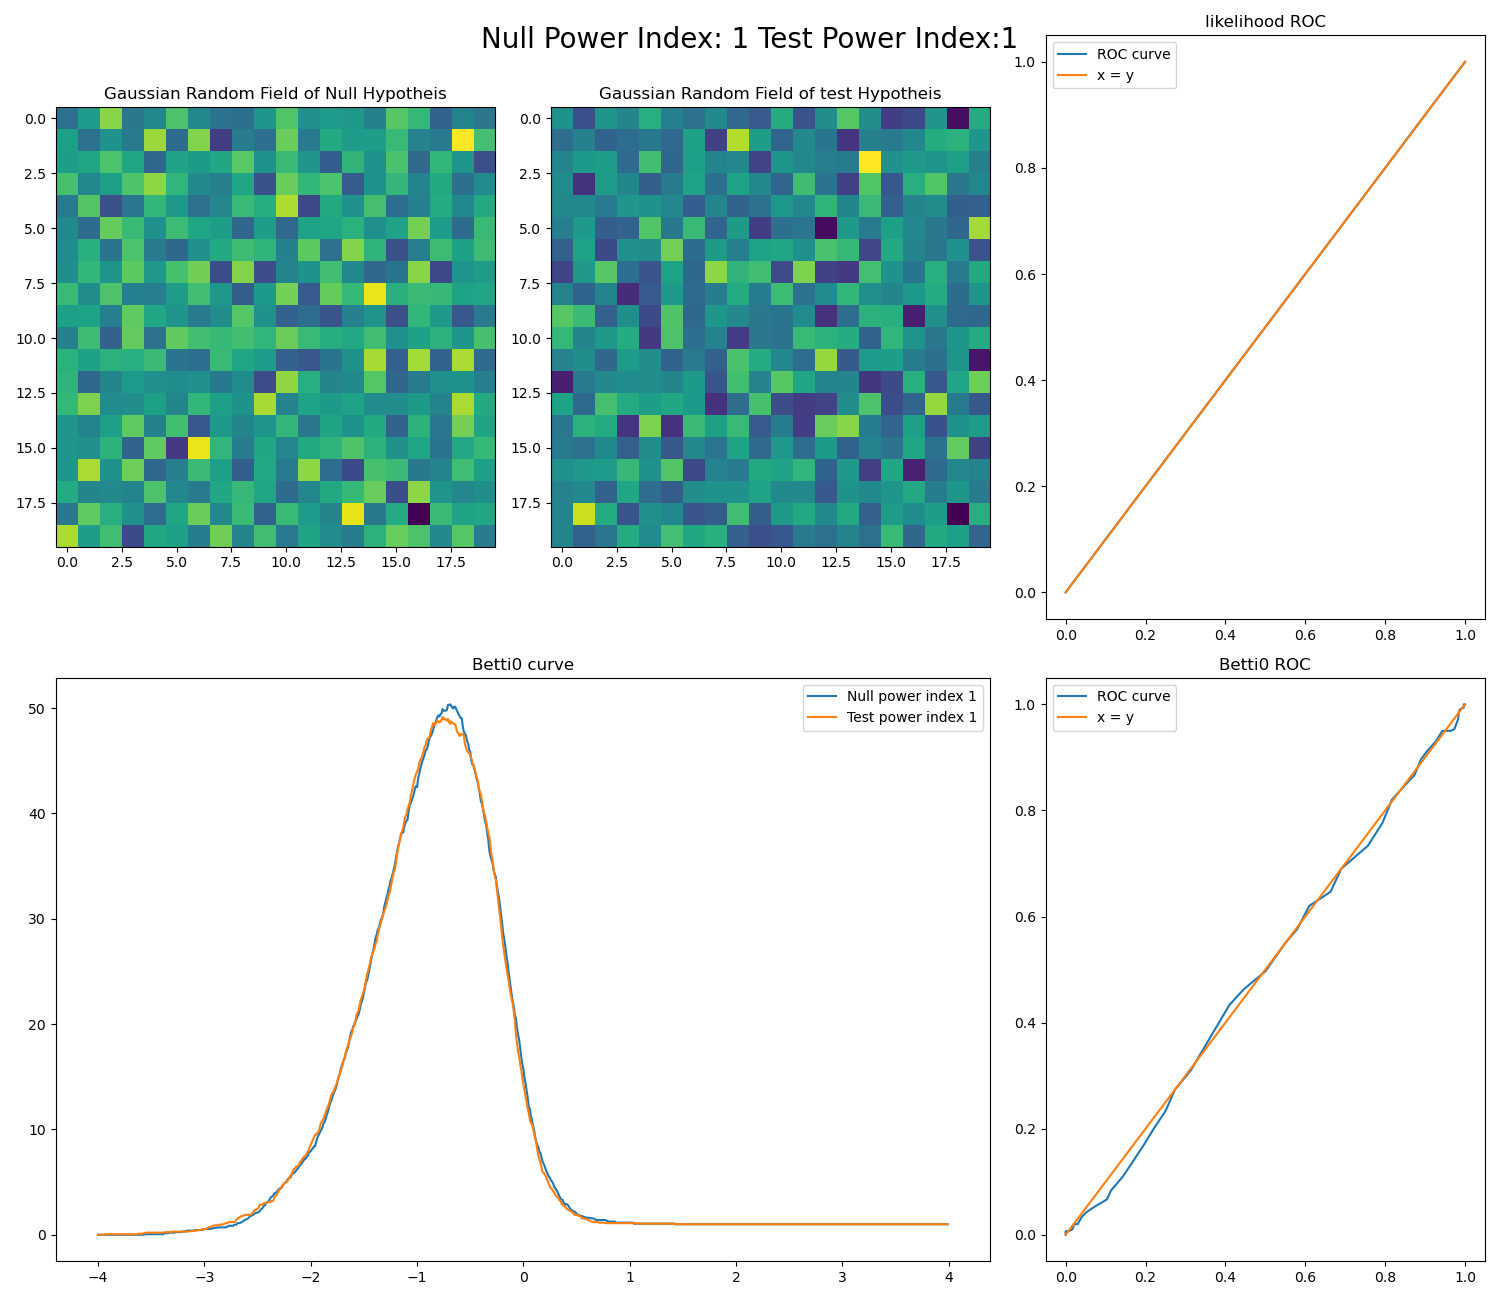 Null Power Index: 1 Test Power Index:1
Gaussian Random Field of Null Hypotheis
0.0
2.5
5.0
7.5
10.0
12.5
15.0
17.5
0.0 2.5 5.0 7.5 10.0 12.5 15.0 17.5
Gaussian Random Field of test Hypotheis
0.0
2.5
5.0
7.5
10.0
12.5
15.0
17.5
0.0 2.5 5.0 7.5 10.0 12.5 15.0 17.5
likelihood ROC
ROC curve
x = y
1.0
0.8
0.6
0.4
0.2
0.0
0.0 0.2 0.4 0.6 0.8 1.0
Betti0 curve
Null power index 1
Test power index 1
50
40
30
20
10
0
−4 −3 −2 −1 0 1 2 3 4
Betti0 ROC
ROC curve
x = y
1.0
0.8
0.6
0.4
0.2
0.0
0.0 0.2 0.4 0.6 0.8 1.0